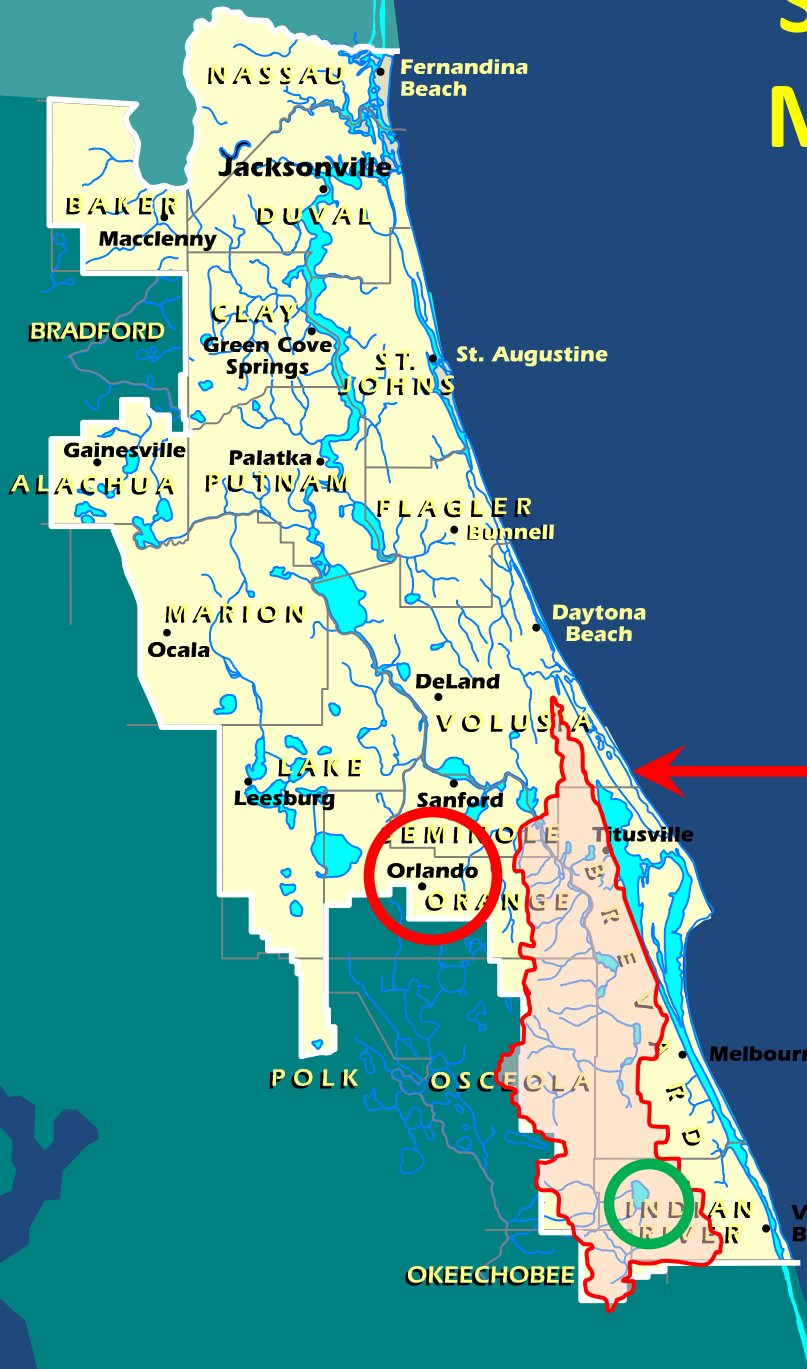 S
M
NASSAU
Fernandina
Beach
Jacksonville
BAKER
DUVAL
Macclenny
CLAY
BRADFORD
Green Cove
Springs
ST.
JOHNS
St. Augustine
Gainesville
Palatka
ALACHUA
PUTNAM
FLAGLER
Bunnell
MARION
Daytona
Beach
Ocala
DeLand
VOLUSIA
LAKE
Leesburg
Sanford
SEMINOLE
Titusville
Orlando
ORANGE
BREVARD
Melbourn
POLK
OSCEOLA
INDIAN
RIVER
V
B
OKEECHOBEE